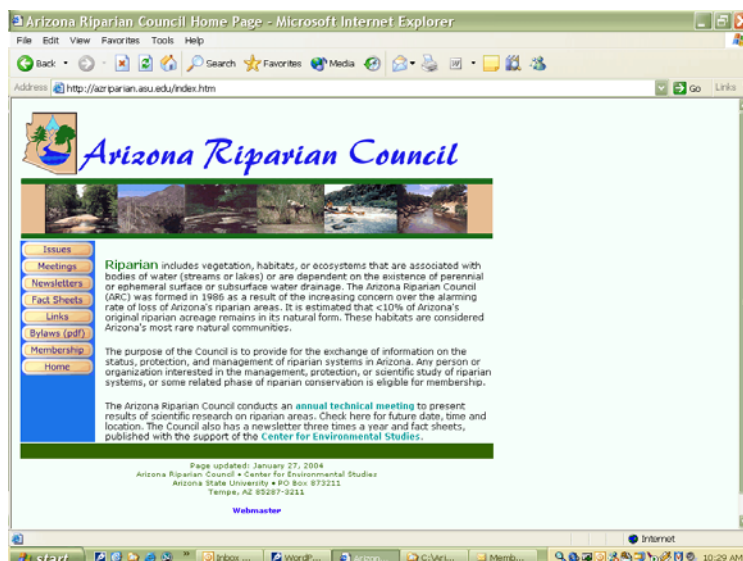 Arizona Riparian Council Home Page - Microsoft Internet Explorer
File Edit View Favorites Tools Help
Back Search Favorites Media
Address http://azriparian.asu.edu/index.htm Go Links
Arizona Riparian Council
Issues
Meetings
Newsletters
Fact Sheets
Links
Bylaws (pdf)
Membership
Home
Riparian includes vegetation, habitats, or ecosystems that are associated with
bodies of water (streams or lakes) or are dependent on the existence of perennial
or ephemeral surface or subsurface water drainage. The Arizona Riparian Council
(ARC) was formed in 1986 as a result of the increasing concern over the alarming
rate of loss of Arizona's riparian areas. It is estimated that <10% of Arizona's
original riparian acreage remains in its natural form. These habitats are considered
Arizona's most rare natural communities.
The purpose of the Council is to provide for the exchange of information on the
status, protection, and management of riparian systems in Arizona. Any person or
organization interested in the management, protection, or scientific study of riparian
systems, or some related phase of riparian conservation is eligible for membership.
The Arizona Riparian Council conducts an annual technical meeting to present
results of scientific research on riparian areas. Check here for future date, time and
location. The Council also has a newsletter three times a year and fact sheets,
published with the support of the Center for Environmental Studies.
Page updated: January 27, 2004
Arizona Riparian Council • Center for Environmental Studies
Arizona State University • PO Box 873211
Tempe, AZ 85287-3211
Webmaster
Internet
start Inbox ... WordP... Arizon... C:\Ari... Memb... 10:29 AM